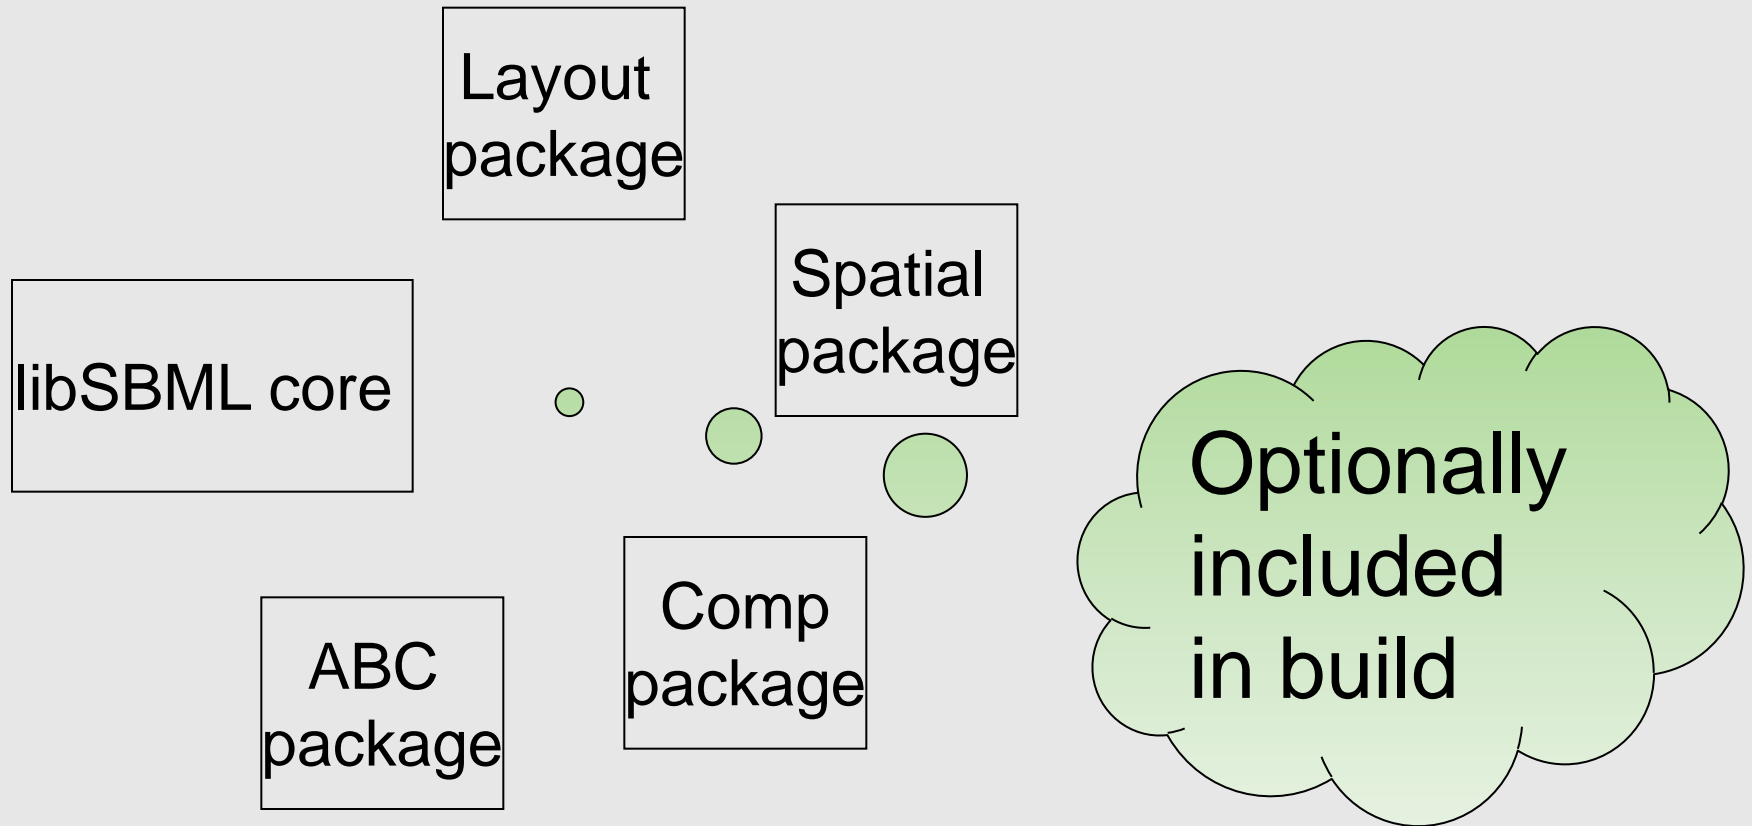 Layout
package
Spatial
package
libSBML core
Optionally
included
in build
Comp
package
ABC
package